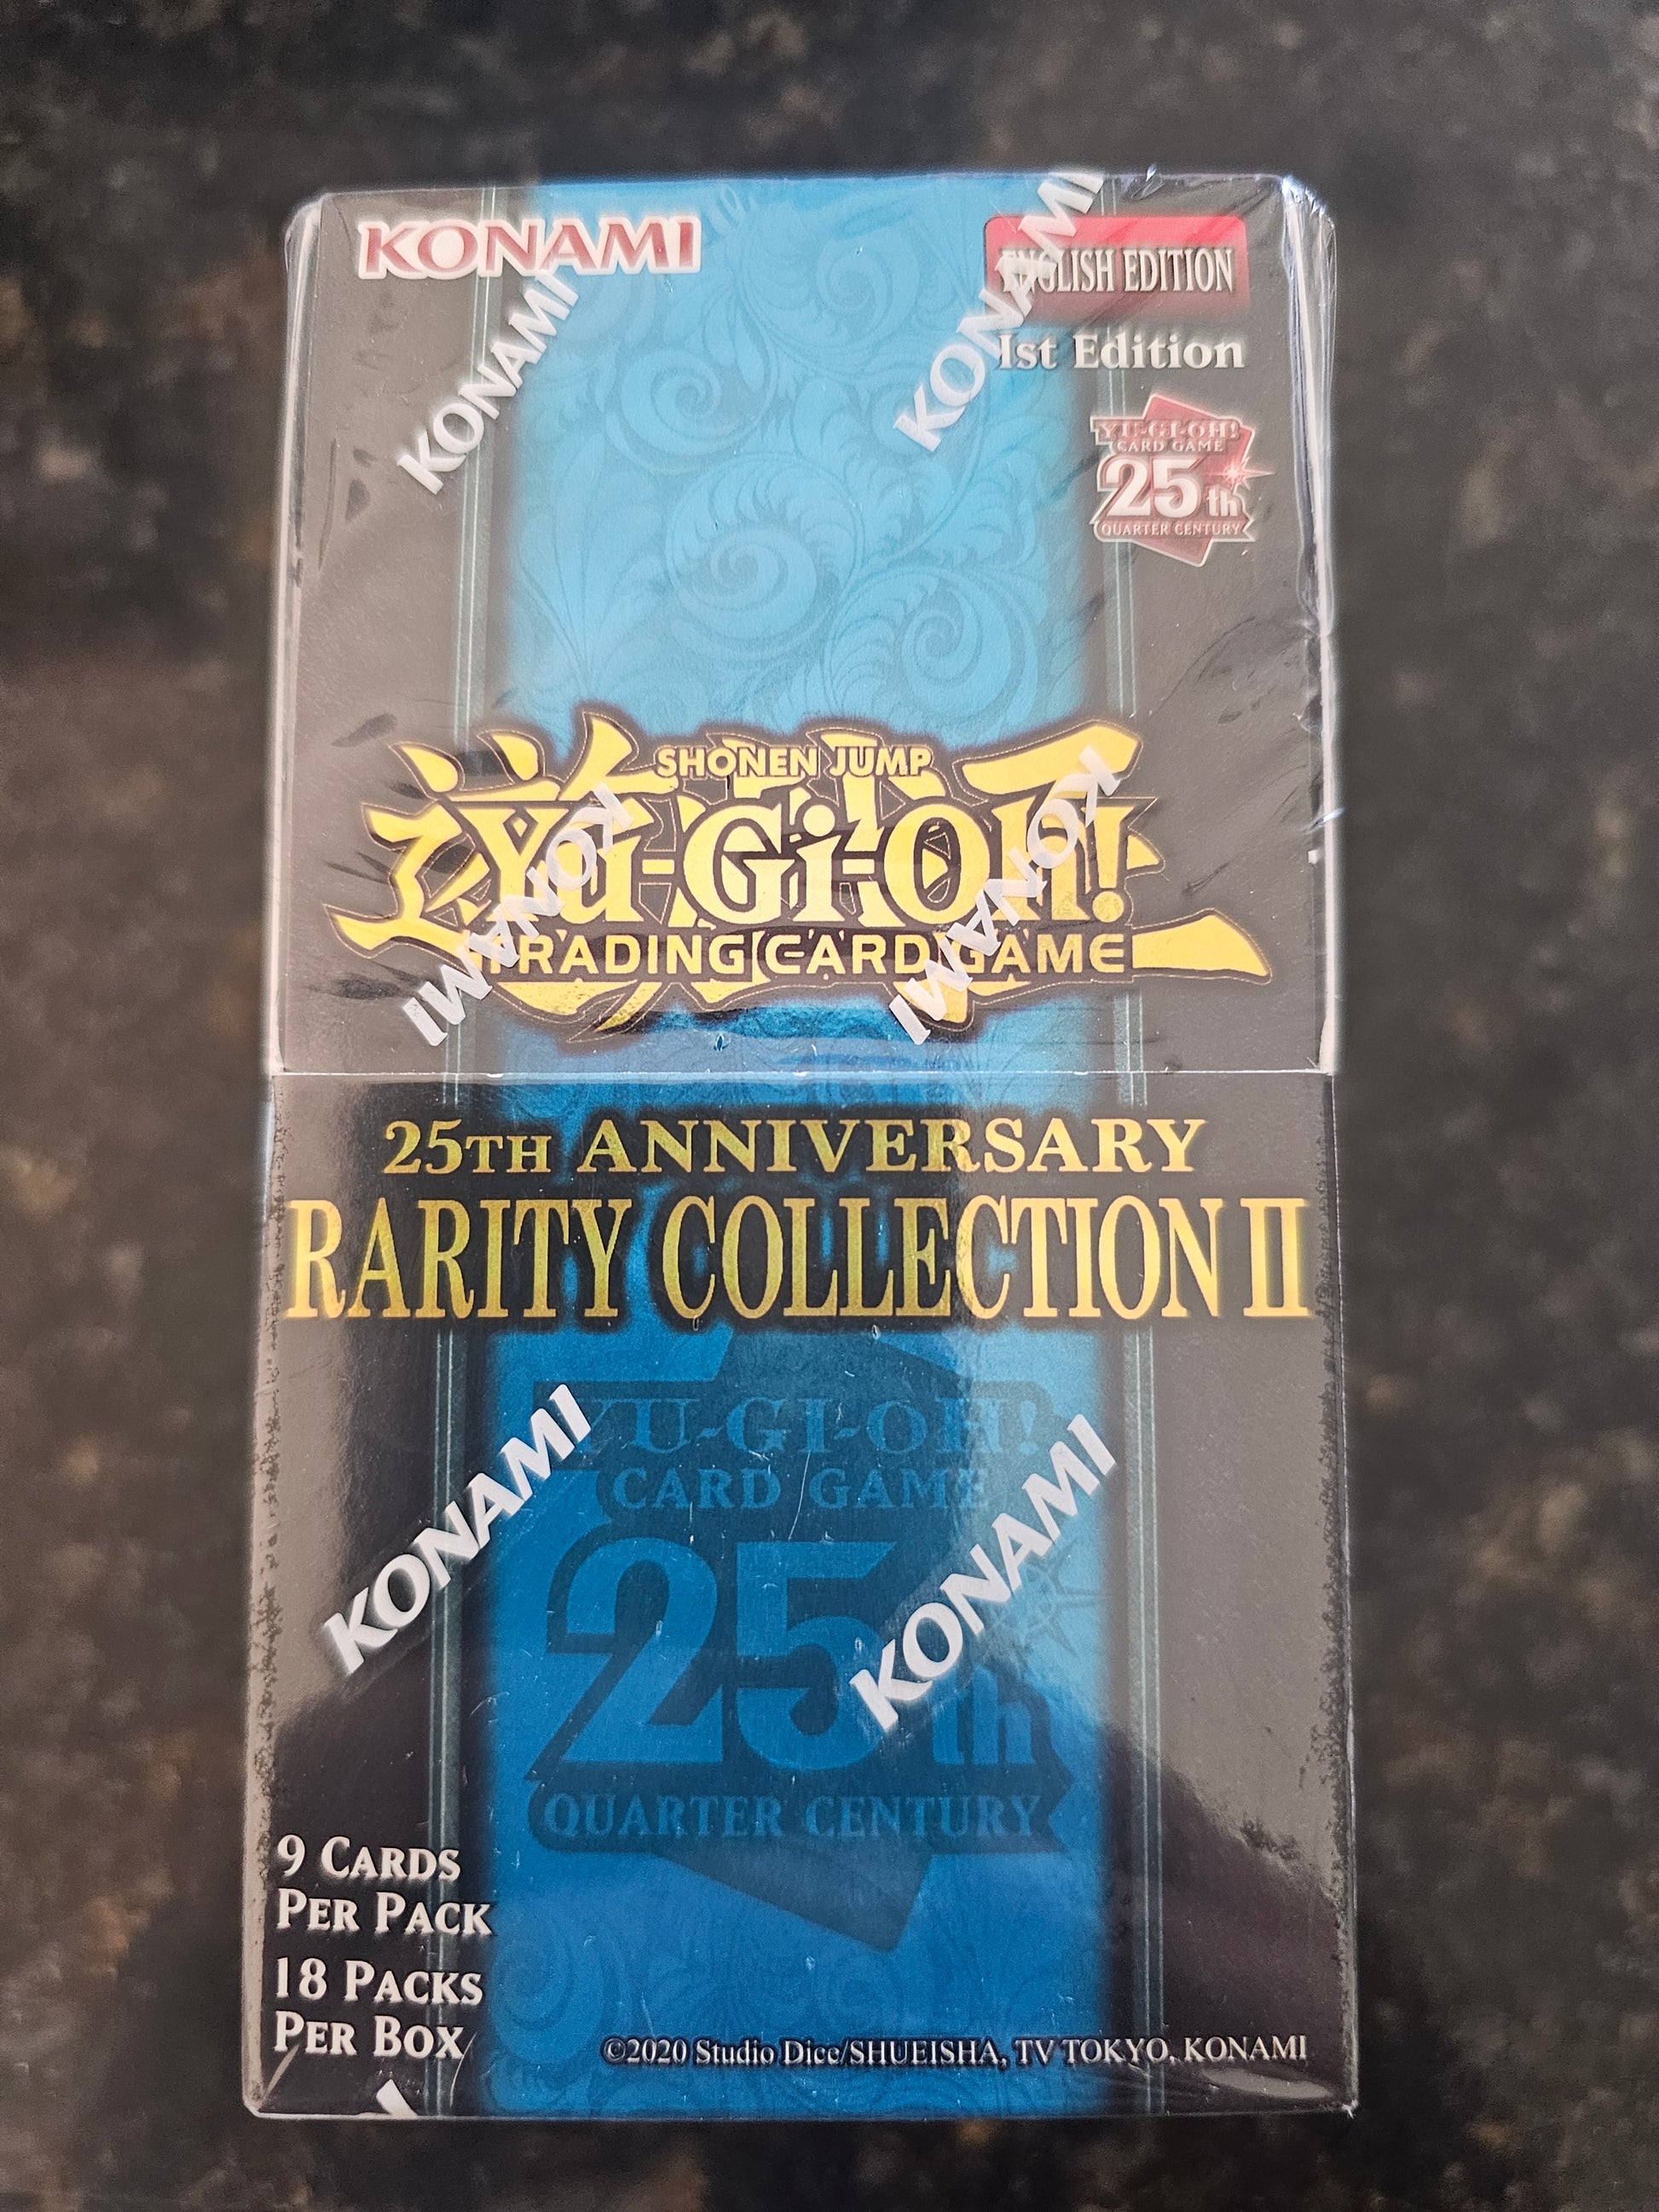 KONAMI
ENGLISH EDITION
1st Edition
KONAMI
KONAMI
YU-GI-OH!
CARD GAME
25th
QUARTER CENTURY
SHONEN JUMP
Yu-Gi-Oh!
TRADING CARD GAME
KONAMI
KONAMI
25TH ANNIVERSARY
RARITY COLLECTION II
YU-GI-OH!
CARD GAME
25th
QUARTER CENTURY
KONAMI
KONAMI
9 CARDS
PER PACK
18 PACKS
PER BOX
©2020 Studio Dice/SHUEISHA, TV TOKYO, KONAMI